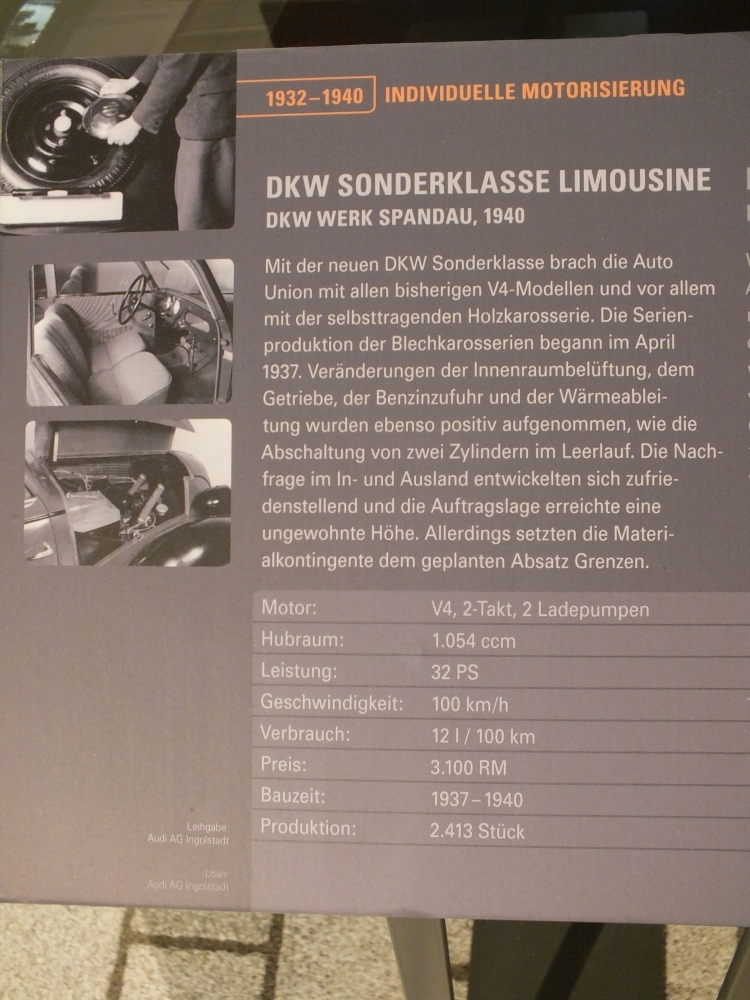 1932–1940 INDIVIDUELLE MOTORISIERUNG
DKW SONDERKLASSE LIMOUSINE
DKW WERK SPANDAU, 1940
Mit der neuen DKW Sonderklasse brach die Auto
Union mit allen bisherigen V4-Modellen und vor allem
mit der selbsttragenden Holzkarosserie. Die Serien-
produktion der Blechkarosserien begann im April
1937. Veränderungen der Innenraumbelüftung, dem
Getriebe, der Benzinzufuhr und der Wärmeablei-
tung wurden ebenso positiv aufgenommen, wie die
Abschaltung von zwei Zylindern im Leerlauf. Die Nach-
frage im In- und Ausland entwickelten sich zufrie-
denstellend und die Auftragslage erreichte eine
ungewohnte Höhe. Allerdings setzten die Materi-
alkontingente dem geplanten Absatz Grenzen.
Motor: V4, 2-Takt, 2 Ladepumpen
Hubraum: 1.054 ccm
Leistung: 32 PS
Geschwindigkeit: 100 km/h
Verbrauch: 12 l / 100 km
Preis: 3.100 RM
Bauzeit: 1937–1940
Produktion: 2.413 Stück
Leihgabe:
Audi AG Ingolstadt
Loan:
Audi AG Ingolstadt